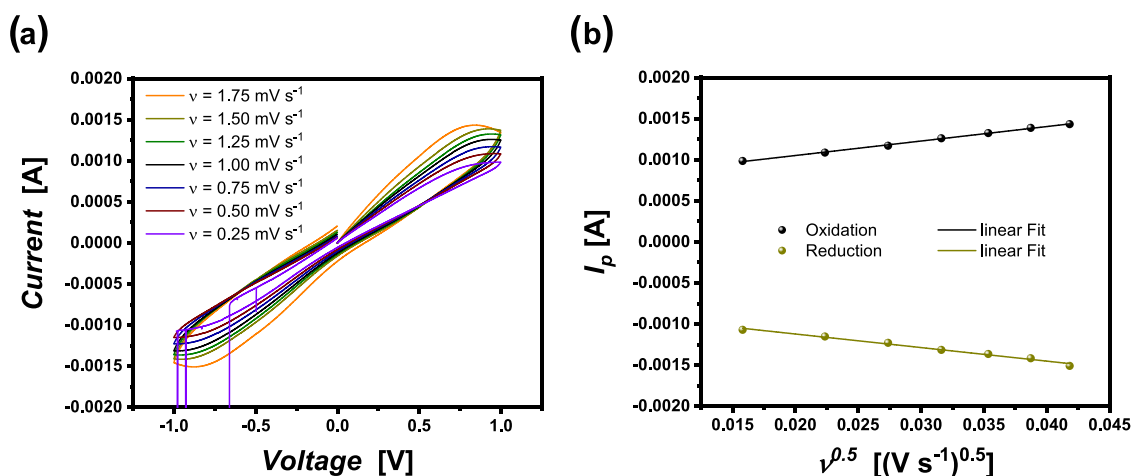 (a)
0.0020
0.0015
0.0010
0.0005
0.0000
-0.0005
-0.0010
-0.0015
-0.0020
Current [A]
ν = 1.75 mV s⁻¹
ν = 1.50 mV s⁻¹
ν = 1.25 mV s⁻¹
ν = 1.00 mV s⁻¹
ν = 0.75 mV s⁻¹
ν = 0.50 mV s⁻¹
ν = 0.25 mV s⁻¹
-1.0 -0.5 0.0 0.5 1.0
Voltage [V]
(b)
0.0020
0.0015
0.0010
0.0005
0.0000
-0.0005
-0.0010
-0.0015
-0.0020
I_p [A]
Oxidation linear Fit
Reduction linear Fit
0.015 0.020 0.025 0.030 0.035 0.040 0.045
ν^0.5 [(V s⁻¹)^0.5]